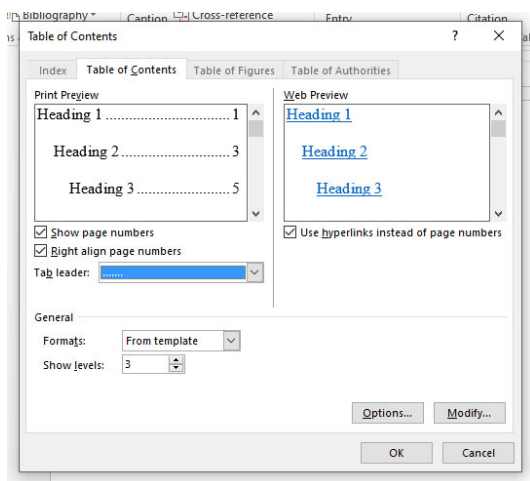 Bibliography
Caption
Cross-reference
Entry
Citation
Table of Contents
? X
Index
Table of Contents
Table of Figures
Table of Authorities
Print Preview
Heading 1.............................1
Heading 2.........................3
Heading 3.....................5
Web Preview
Heading 1
Heading 2
Heading 3
Show page numbers
Right align page numbers
Tab leader: .......
Use hyperlinks instead of page numbers
General
Formats: From template
Show levels: 3
Options...
Modify...
OK
Cancel